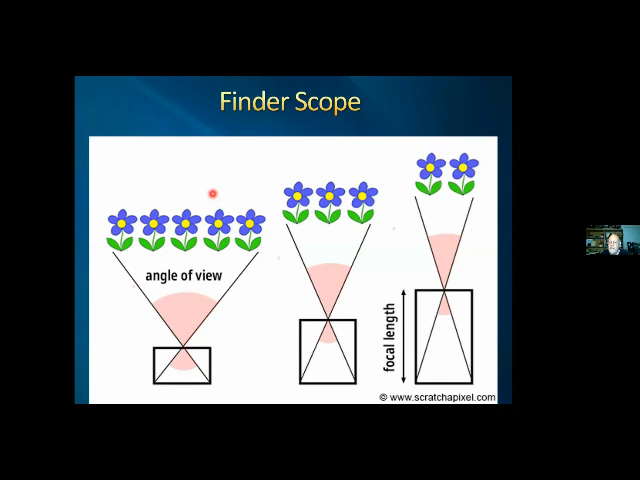 Finder Scope
angle of view
focal length
© www.scratchapixel.com